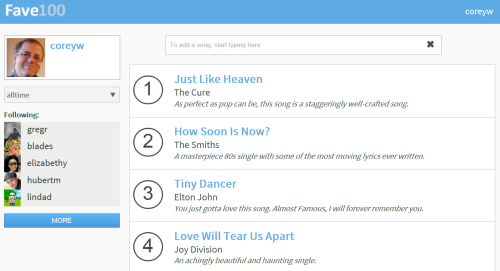 Fave100
coreyw
coreyw
To add a song, start typing here.
alltime
Following:
gregr
blades
elizabethy
hubertm
lindad
MORE
1
Just Like Heaven
The Cure
As perfect as pop can be, this song is a staggeringly well-crafted song.
2
How Soon Is Now?
The Smiths
A masterpiece 80s single with some of the most moving lyrics ever written.
3
Tiny Dancer
Elton John
You just gotta love this song. Almost Famous, I will forever remember you.
4
Love Will Tear Us Apart
Joy Division
An achingly beautiful and haunting single.